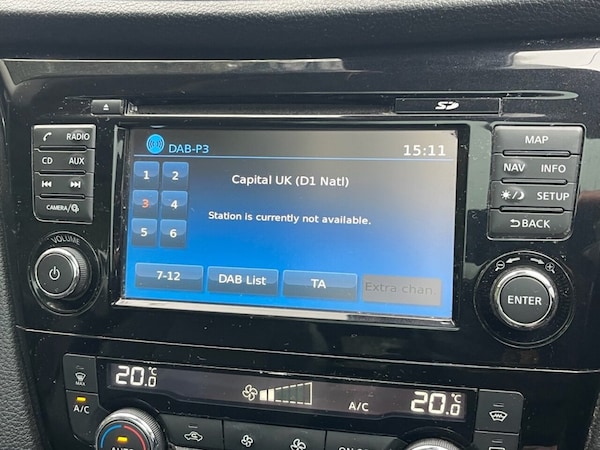 SD
RADIO
CD AUX
CAMERA/
VOLUME
DAB-P3 15:11
1 2
3 4
5 6
Capital UK (D1 Natl)
Station is currently not available.
7-12 DAB List TA Extra chan
MAP
NAV INFO
SETUP
BACK
ENTER
20.0 °C
20.0 °C
MAX
A/C
A/C
AUTO